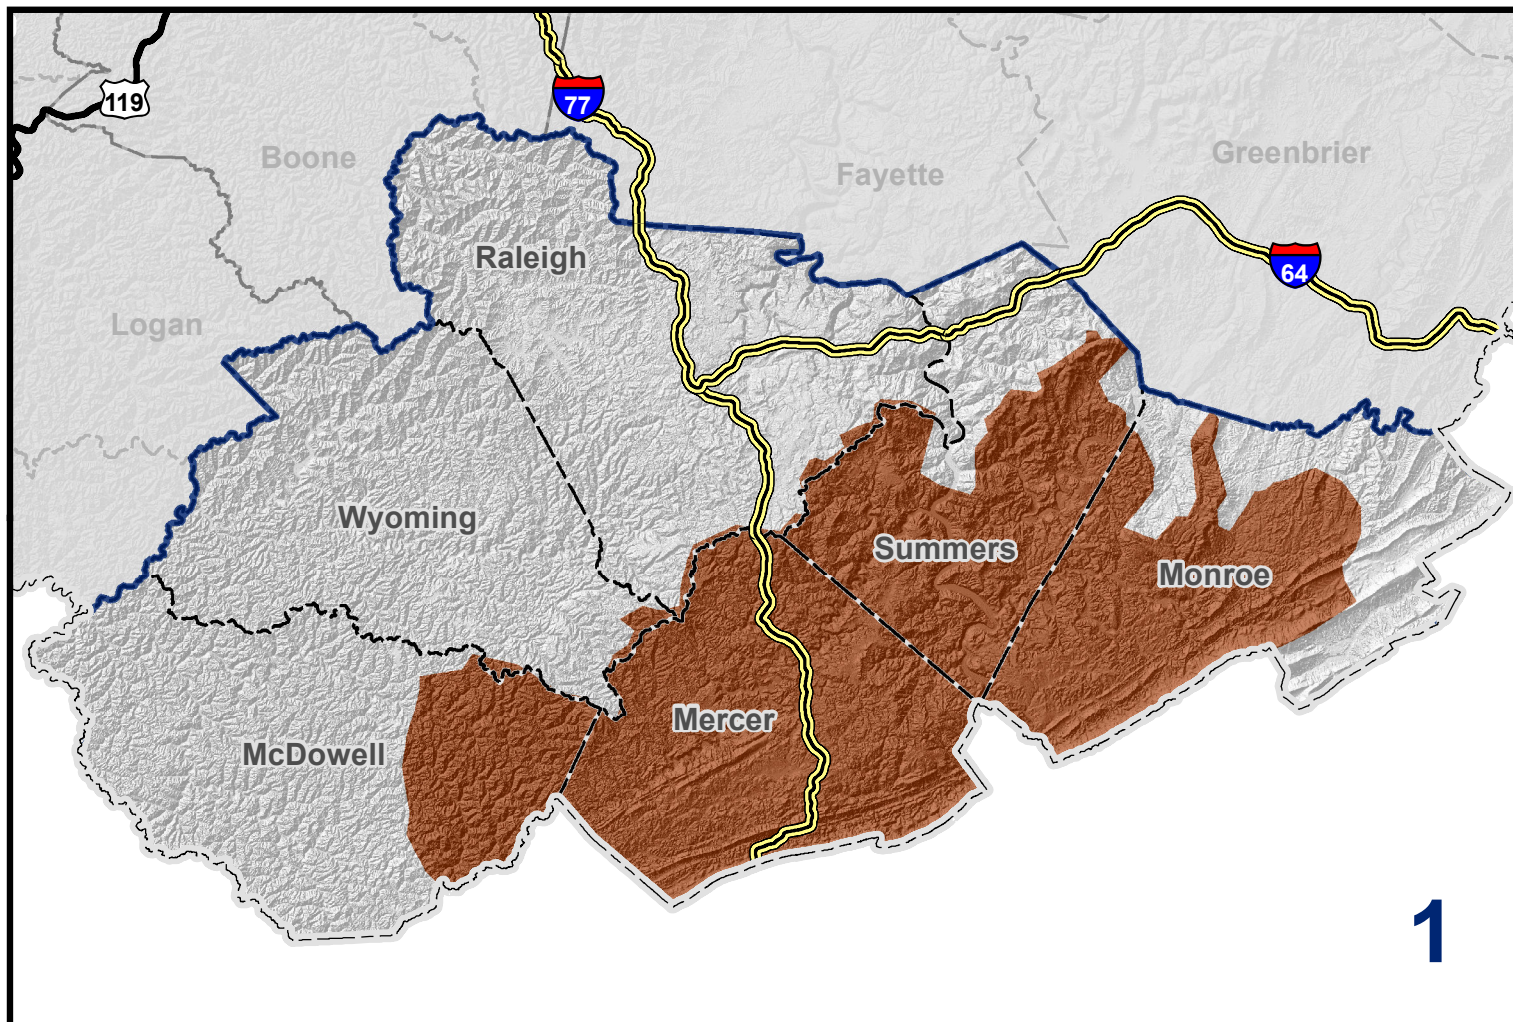 119
77
Boone
Fayette
Greenbrier
Raleigh
64
Logan
Wyoming
Summers
Monroe
Mercer
McDowell
1